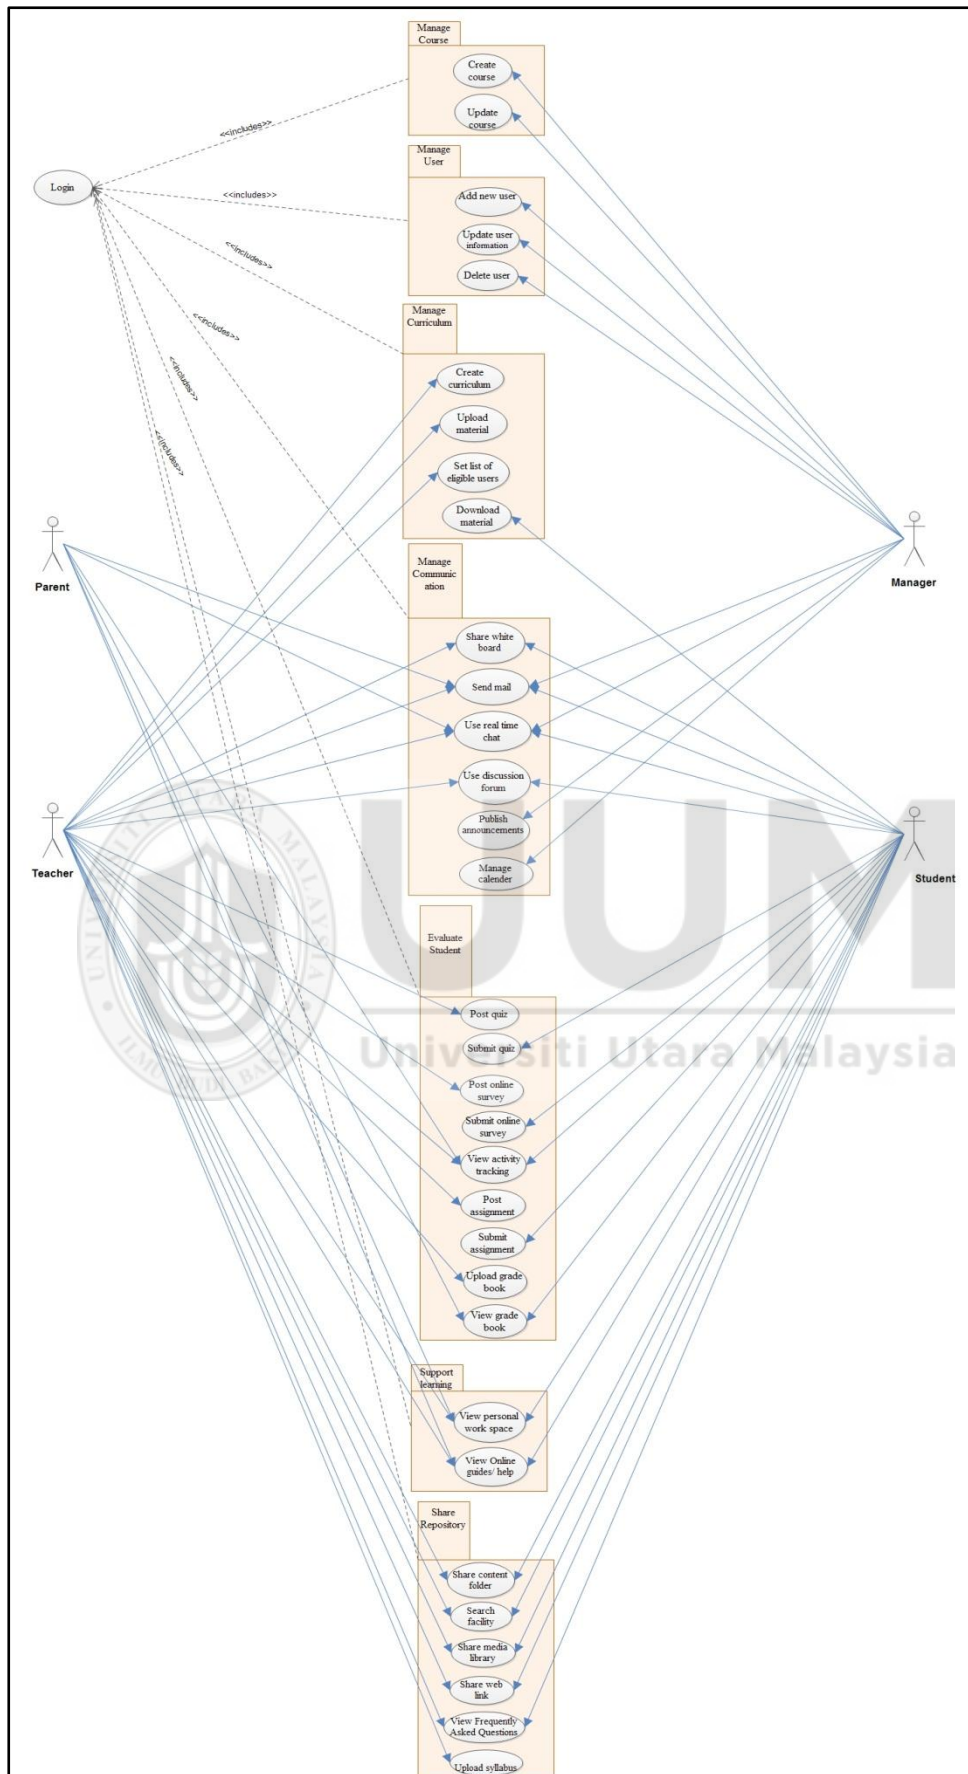 Manage
Course
Create
course
Update
course
<<includes>>
Manage
User
Login
<<includes>>
Add new user
Update user
information
Delete user
<<includes>>
Manage
Curriculum
<<includes>>
Create
curriculum
<<includes>>
Upload
material
<<includes>>
Set list of
eligible users
Download
material
Parent
Manager
Manage
Communic
ation
Share white
board
Send mail
Use real time
chat
Use discussion
forum
Publish
announcements
Manage
calender
Teacher
Student
UUM
Universiti Utara Malaysia
UNIVERSITI UTARA MALAYSIA
Evaluate
Student
Post quiz
Submit quiz
Post online
survey
Submit online
survey
View activity
tracking
Post
assignment
Submit
assignment
Upload grade
book
View grade
book
Support
learning
View personal
work space
View Online
guides/ help
Share
Repository
Share content
folder
Search
facility
Share media
library
Share web
link
View Frequently
Asked Questions
Upload syllabus